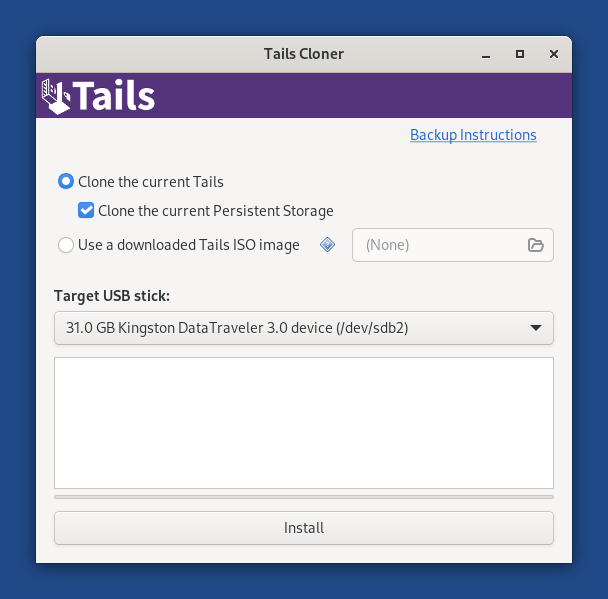 Tails Cloner
Tails
Backup Instructions
Clone the current Tails
Clone the current Persistent Storage
Use a downloaded Tails ISO image
(None)
Target USB stick:
31.0 GB Kingston DataTraveler 3.0 device (/dev/sdb2)
Install